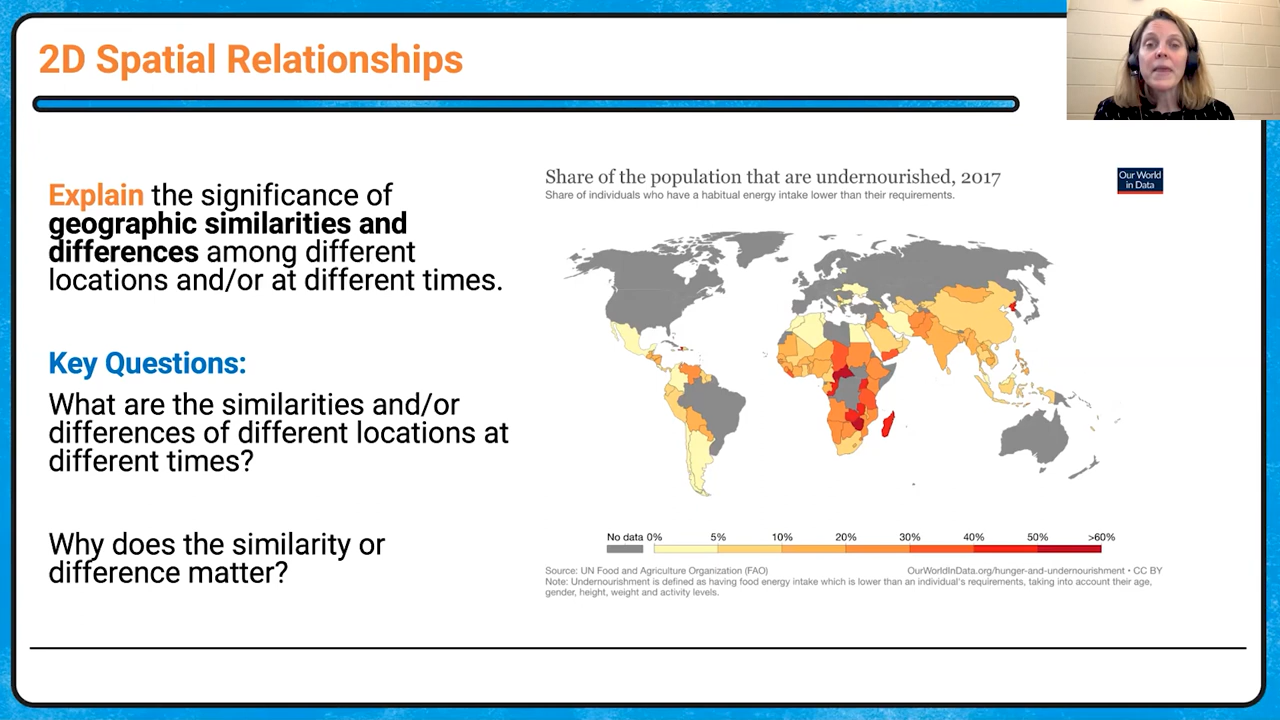 2D Spatial Relationships
Explain the significance of
geographic similarities and
differences among different
locations and/or at different times.
Key Questions:
What are the similarities and/or
differences of different locations at
different times?
Why does the similarity or
difference matter?
Share of the population that are undernourished, 2017
Share of individuals who have a habitual energy intake lower than their requirements.
Our World
in Data
No data 0% 5% 10% 20% 30% 40% 50% >60%
Source: UN Food and Agriculture Organization (FAO) OurWorldInData.org/hunger-and-undernourishment • CC BY
Note: Undernourishment is defined as having food energy intake which is lower than an individual's requirements, taking into account their age,
gender, height, weight and activity levels.